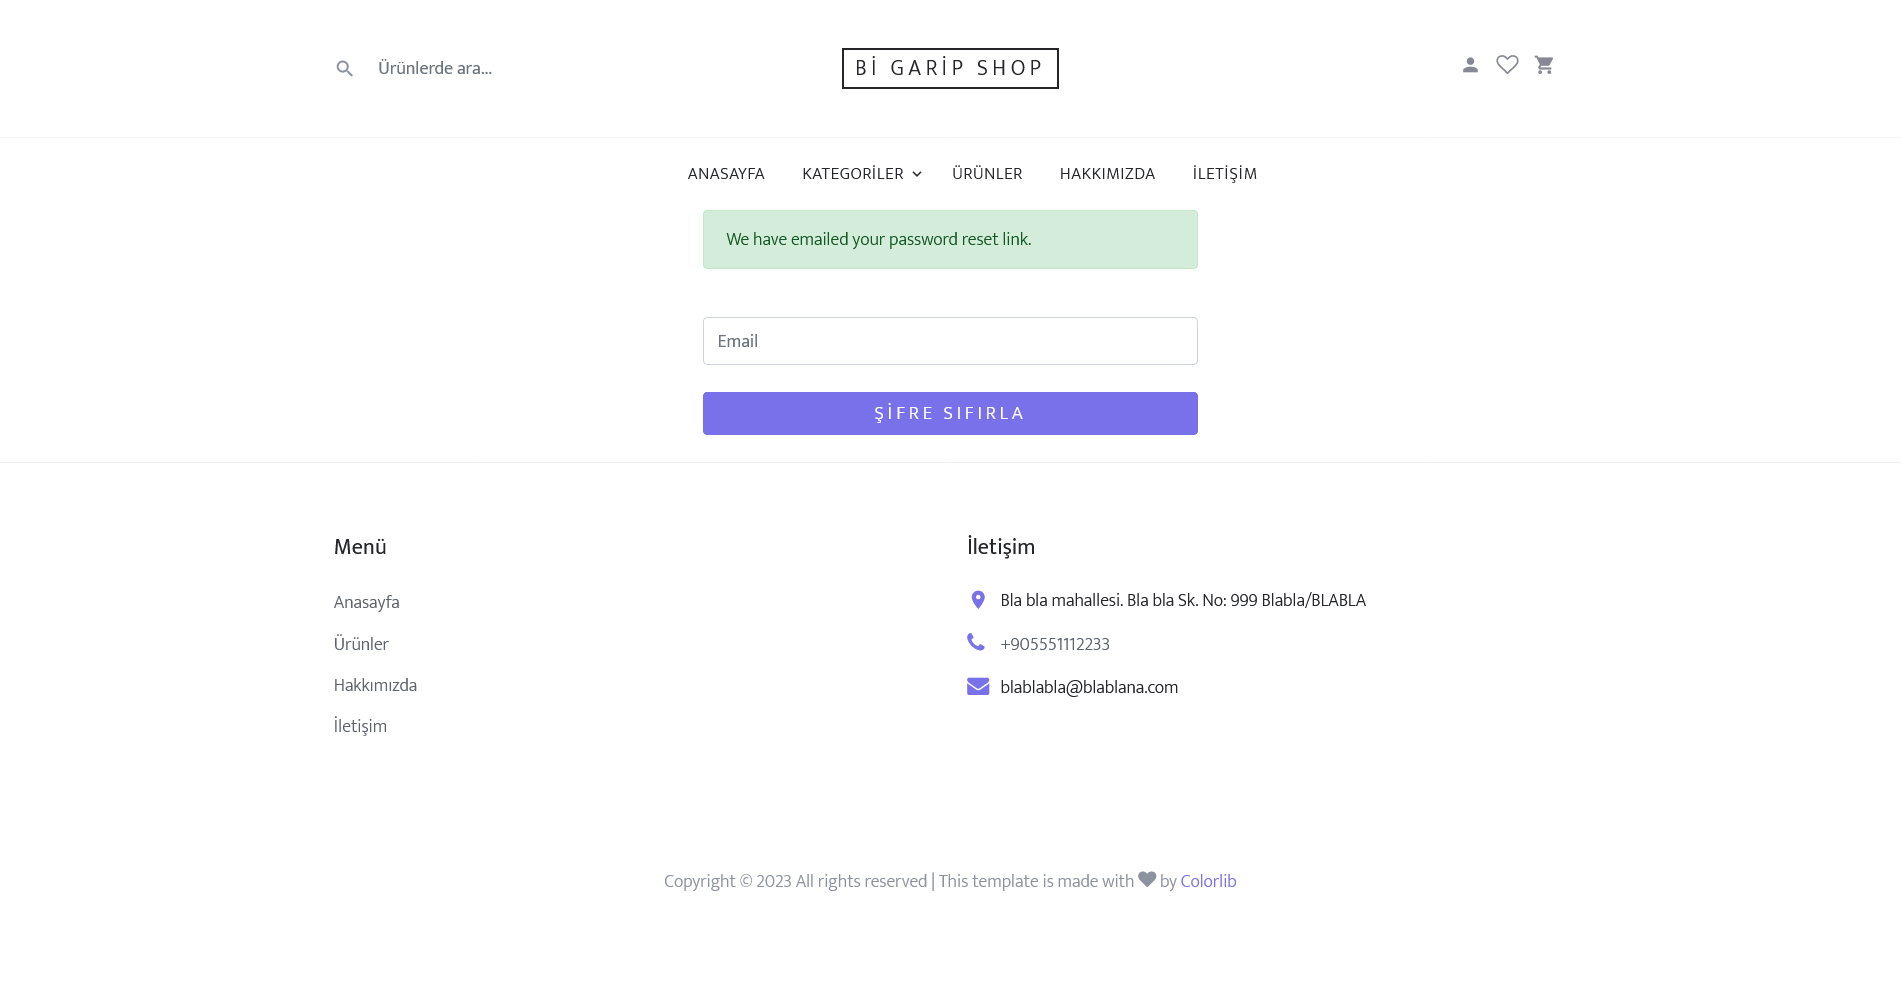 Ürünlerde ara...
Bİ GARİP SHOP
ANASAYFA KATEGORİLER ÜRÜNLER HAKKIMIZDA İLETİŞİM
We have emailed your password reset link.
Email
ŞİFRE SIFIRLA
Menü
Anasayfa
Ürünler
Hakkımızda
İletişim
İletişim
Bla bla mahallesi. Bla bla Sk. No: 999 Blabla/BLABLA
+905551112233
blablabla@blablana.com
Copyright © 2023 All rights reserved | This template is made with by Colorlib